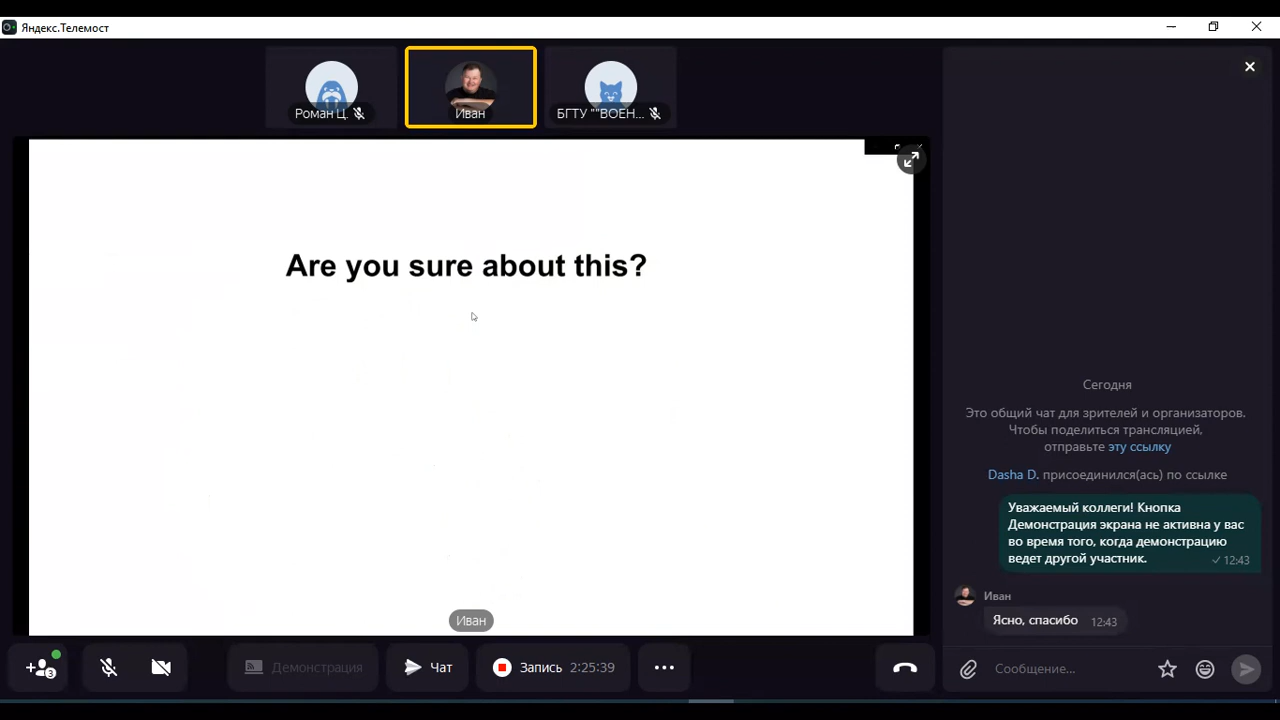 Яндекс.Телемост
Роман Ц.
Иван
БГТУ ""ВОЕН...
Are you sure about this?
Иван
Сегодня
Это общий чат для зрителей и организаторов.
Чтобы поделиться трансляцией,
отправьте эту ссылку
Dasha D. присоединился(ась) по ссылке
Уважаемый коллеги! Кнопка
Демонстрация экрана не активна у вас
во время того, когда демонстрацию
ведет другой участник.
12:43
Иван
Ясно, спасибо 12:43
3
Демонстрация
Чат
Запись 2:25:39
Сообщение...